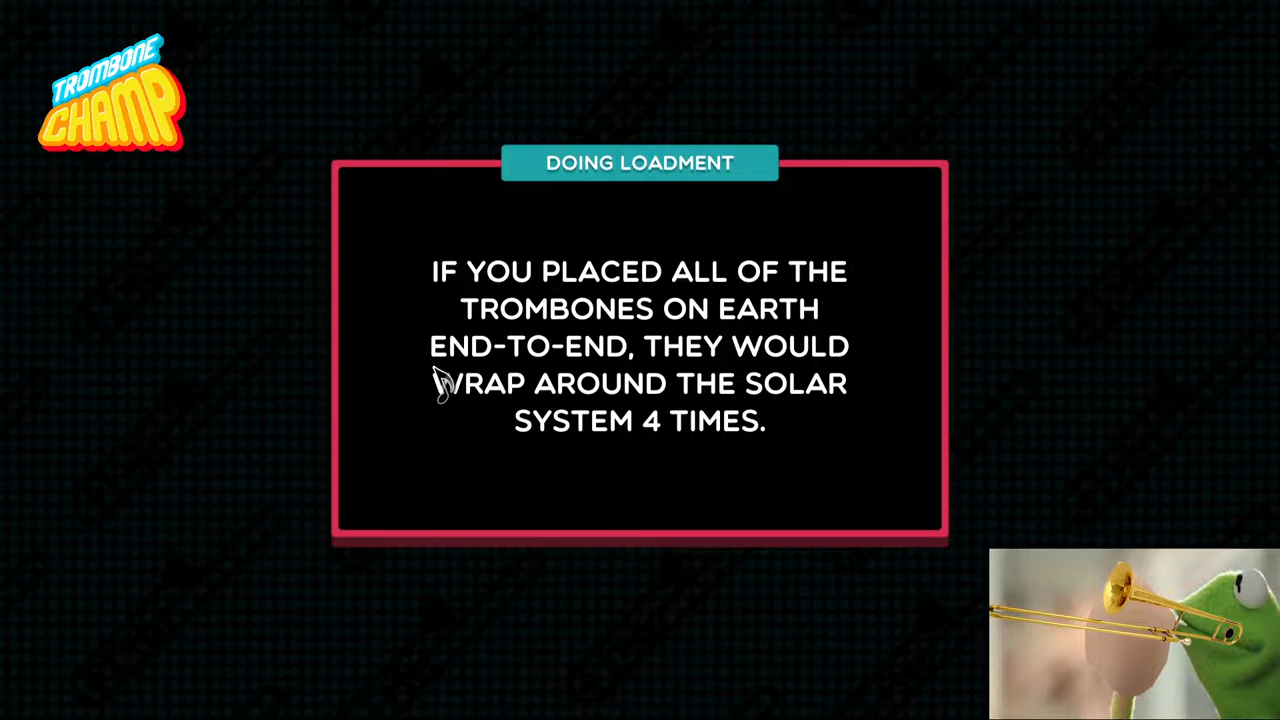 TROMBONE
CHAMP
DOING LOADMENT
IF YOU PLACED ALL OF THE
TROMBONES ON EARTH
END-TO-END, THEY WOULD
WRAP AROUND THE SOLAR
SYSTEM 4 TIMES.